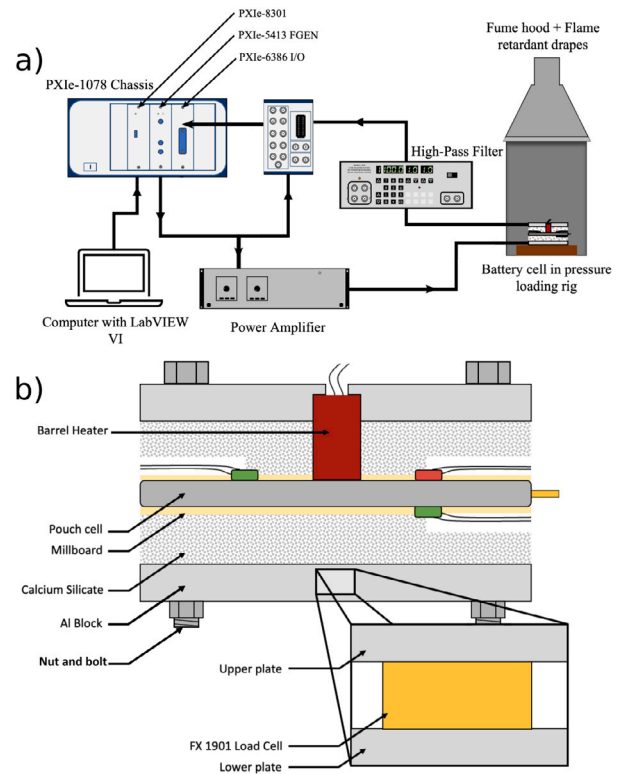 PXIe-8301
PXIe-5413 FGEN
PXIe-6386 I/O
a)
PXIe-1078 Chassis
Fume hood + Flame
retardant drapes
High-Pass Filter
Battery cell in pressure
loading rig
Computer with LabVIEW
VI
Power Amplifier
b)
Barrel Heater
Pouch cell
Millboard
Calcium Silicate
Al Block
Nut and bolt
Upper plate
FX 1901 Load Cell
Lower plate